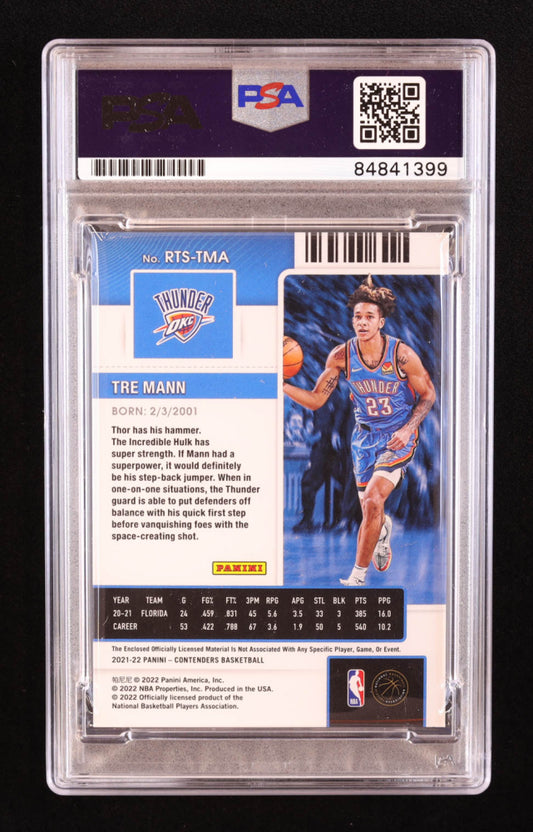 PSA
PSA
84841399
No. RTS-TMA
THUNDER
OKC
TRE MANN
BORN: 2/3/2001
Thor has his hammer.
The Incredible Hulk has
super strength. If Mann had a
superpower, it would definitely
be his step-back jumper. When in
one-on-one situations, the Thunder
guard is able to put defenders off
balance with his quick first step
before vanquishing foes with the
space-creating shot.
PANINI
THUNDER
23
YEAR TEAM G FG% FT% 3PM RPG APG STL BLK PTS PPG
20-21 FLORIDA 24 .459 .831 45 5.6 3.5 33 3 385 16.0
CAREER 53 .422 .788 67 3.6 1.9 50 5 540 10.2
The Enclosed Officially Licensed Material Is Not Associated With Any Specific Player, Game, Or Event.
2021-22 PANINI – CONTENDERS BASKETBALL
帕尼尼 © 2022 Panini America, Inc.
© 2022 NBA Properties, Inc. Produced in the USA.
© 2022 Officially licensed product of the
National Basketball Players Association.
NBA